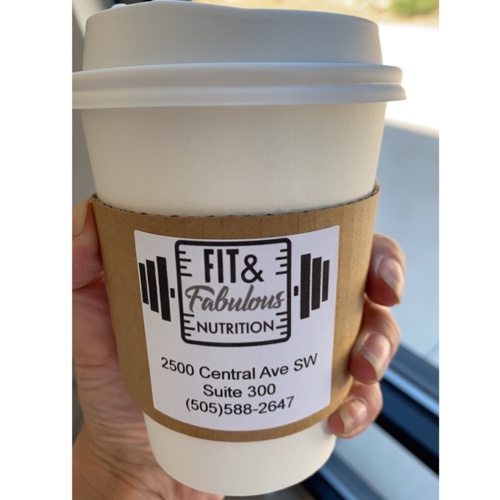 FIT&
Fabulous
NUTRITION
2500 Central Ave SW
Suite 300
(505)588-2647